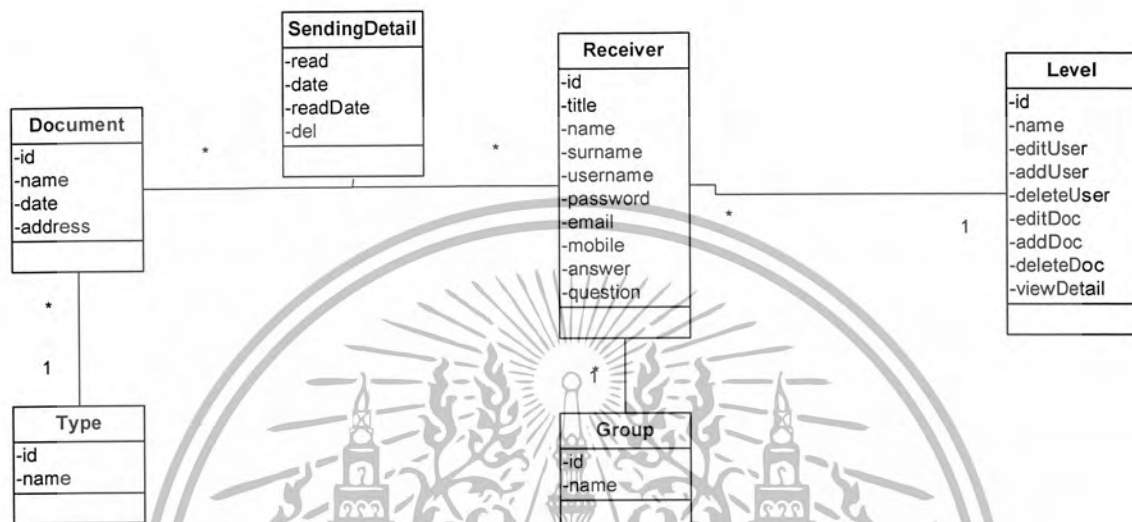 SendingDetail
-read
-date
-readDate
-del
Receiver
-id
-title
-name
-surname
-username
-password
-email
-mobile
-answer
-question
Level
-id
-name
-editUser
-addUser
-deleteUser
-editDoc
-addDoc
-deleteDoc
-viewDetail
Document
-id
-name
-date
-address
*
*
*
1
*
1
Type
-id
-name
*
1
Group
-id
-name